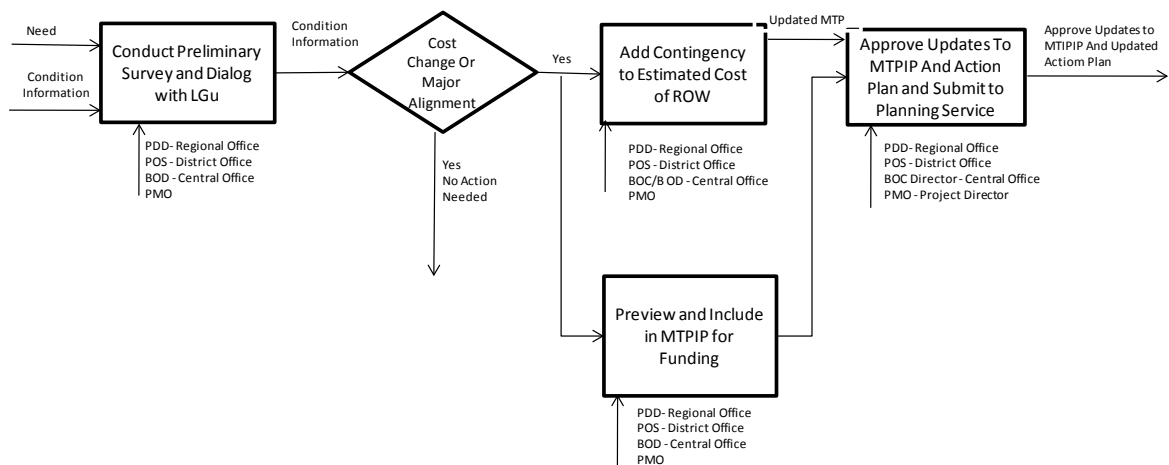 Need
Condition
Information
Conduct Preliminary
Survey and Dialog
with LGu
PDD- Regional Office
POS - District Office
BOD - Central Office
PMO
Condition
Information
Cost
Change Or
Major
Alignment
Yes
No Action
Needed
Yes
Add Contingency
to Estimated Cost
of ROW
PDD- Regional Office
POS - District Office
BOC/B OD - Central Office
PMO
Updated MTP
Approve Updates To
MTPIP And Action
Plan and Submit to
Planning Service
PDD- Regional Office
POS - District Office
BOC Director - Central Office
PMO - Project Director
Approve Updates to
MTPIP And Updated
Actiom Plan
Preview and Include
in MTPIP for
Funding
PDD- Regional Office
POS - District Office
BOD - Central Office
PMO